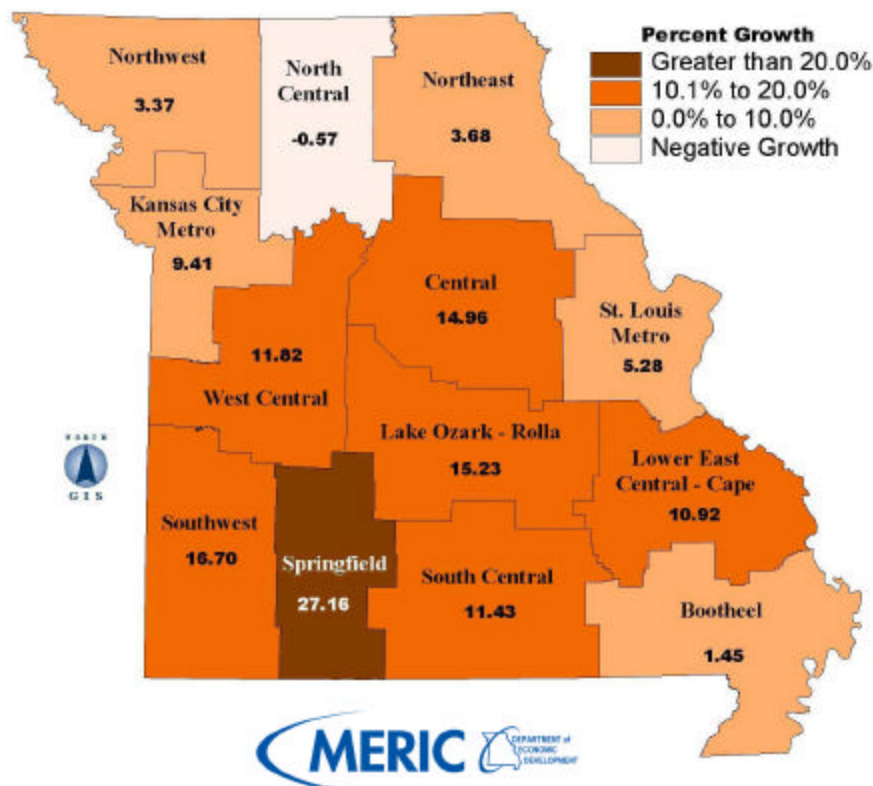 Percent Growth
Greater than 20.0%
10.1% to 20.0%
0.0% to 10.0%
Negative Growth
Northwest
3.37
North
Central
-0.57
Northeast
3.68
Kansas City
Metro
9.41
Central
14.96
St. Louis
Metro
5.28
11.82
West Central
Lake Ozark - Rolla
15.23
Lower East
Central - Cape
10.92
NORTH
GIS
Southwest
16.70
Springfield
27.16
South Central
11.43
Bootheel
1.45
MERIC
DEPARTMENT of
ECONOMIC
DEVELOPMENT